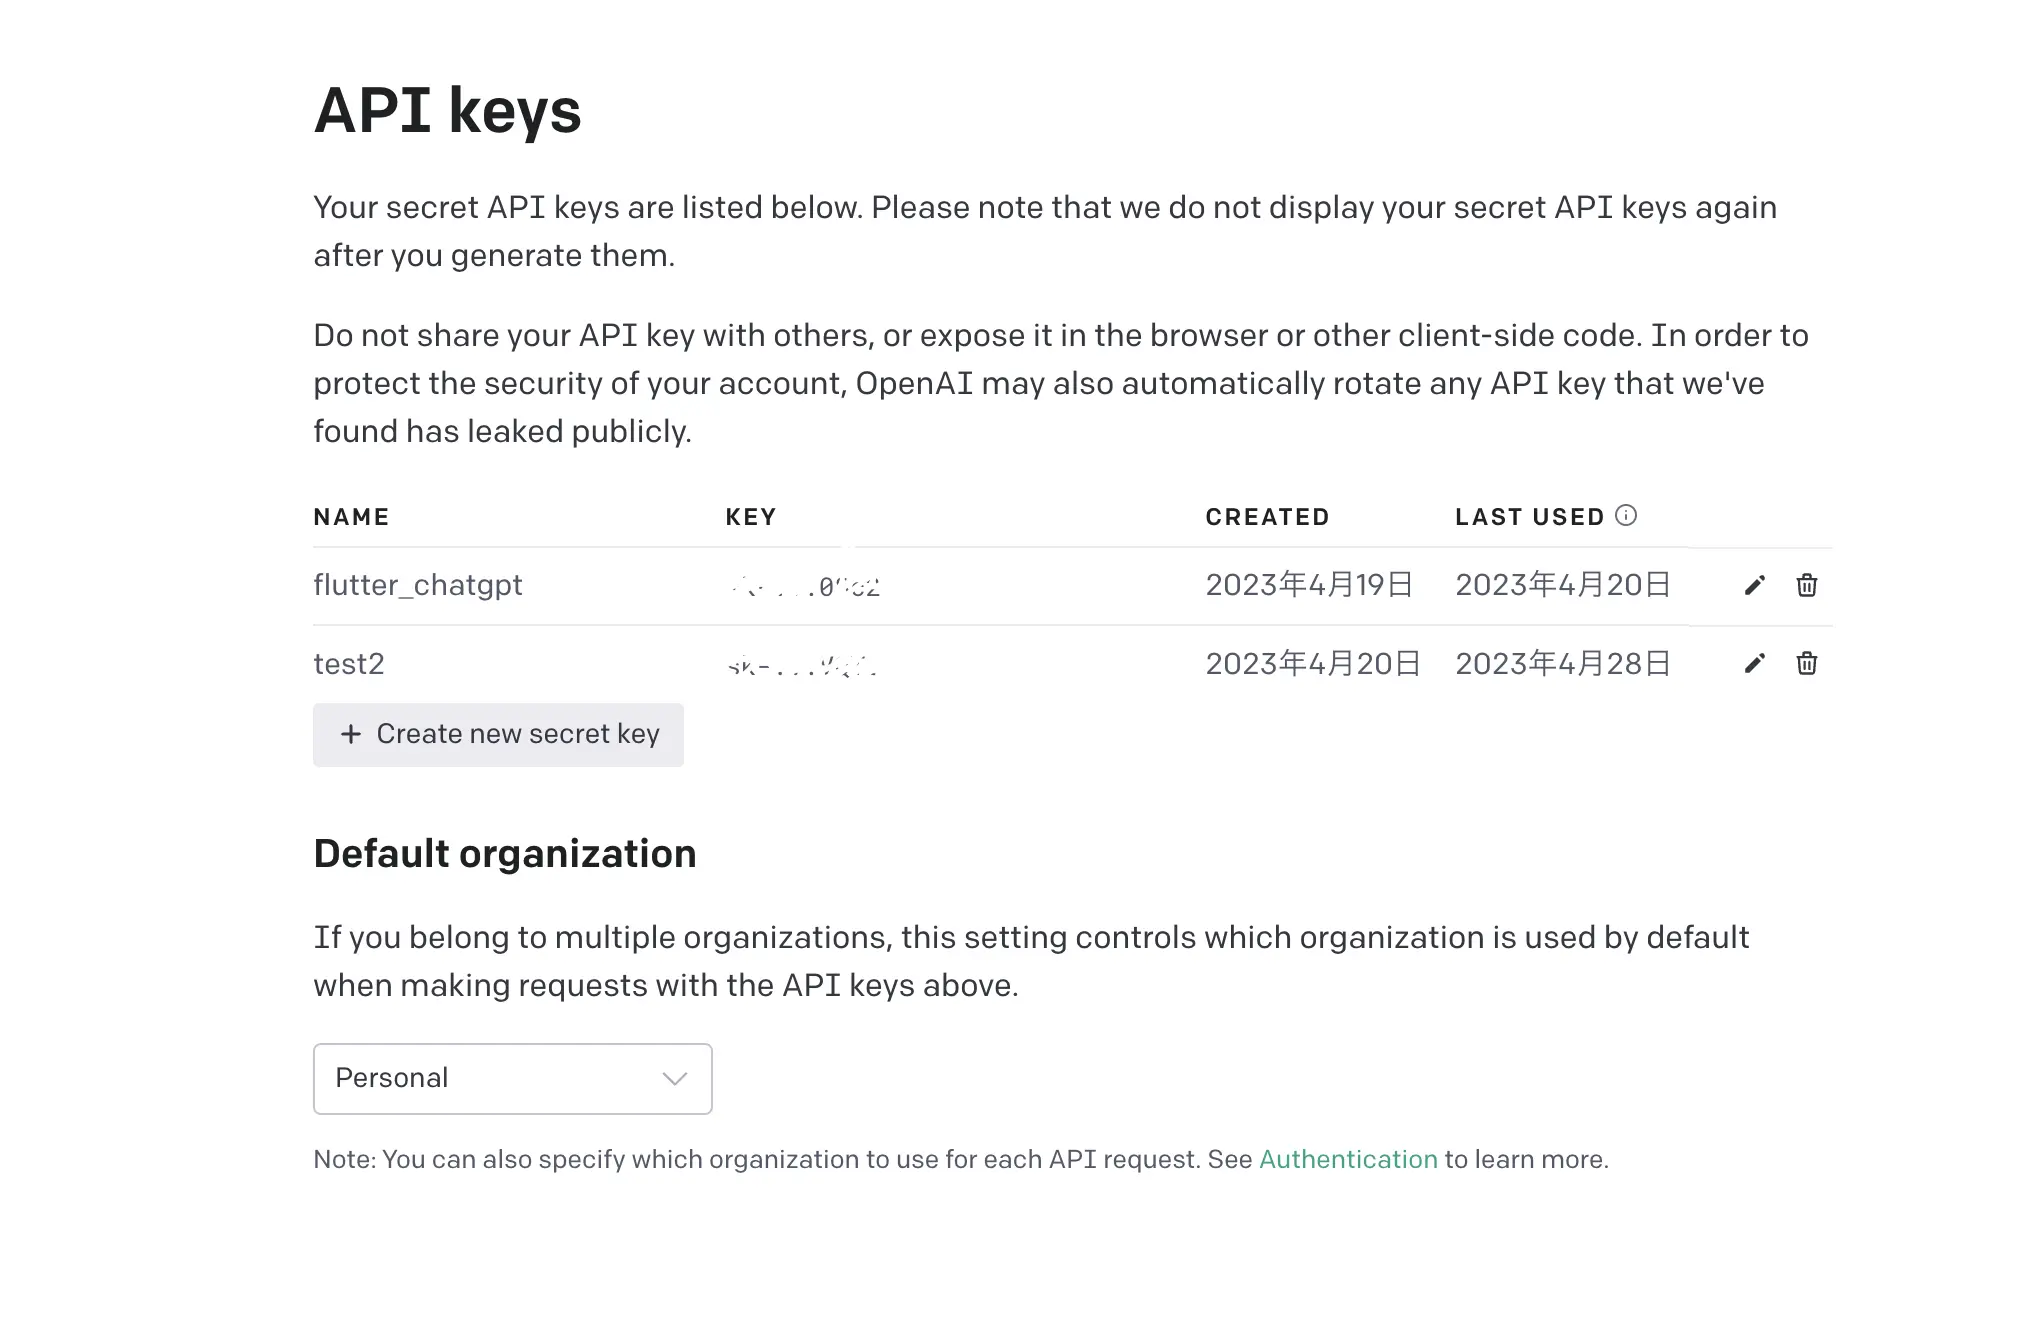 API keys
Your secret API keys are listed below. Please note that we do not display your secret API keys again
after you generate them.
Do not share your API key with others, or expose it in the browser or other client-side code. In order to
protect the security of your account, OpenAI may also automatically rotate any API key that we've
found has leaked publicly.
NAME KEY CREATED LAST USED
flutter_chatgpt 2023年4月19日 2023年4月20日
test2 2023年4月20日 2023年4月28日
+ Create new secret key
Default organization
If you belong to multiple organizations, this setting controls which organization is used by default
when making requests with the API keys above.
Personal
Note: You can also specify which organization to use for each API request. See Authentication to learn more.